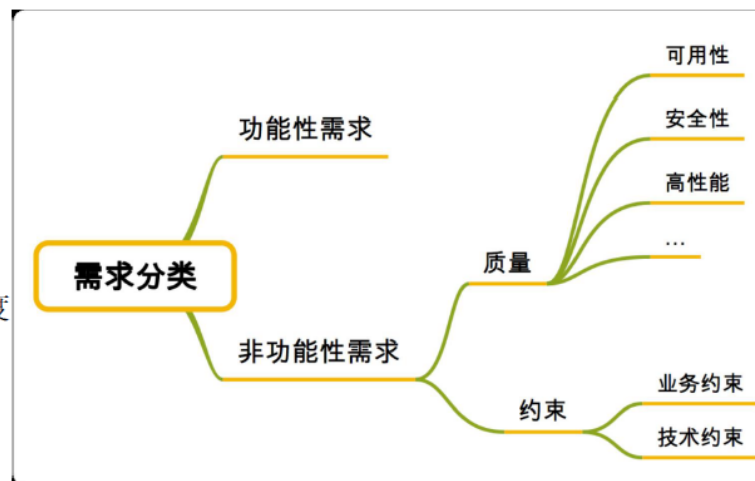 需求分类
功能性需求
非功能性需求
质量
可用性
安全性
高性能
...
约束
业务约束
技术约束